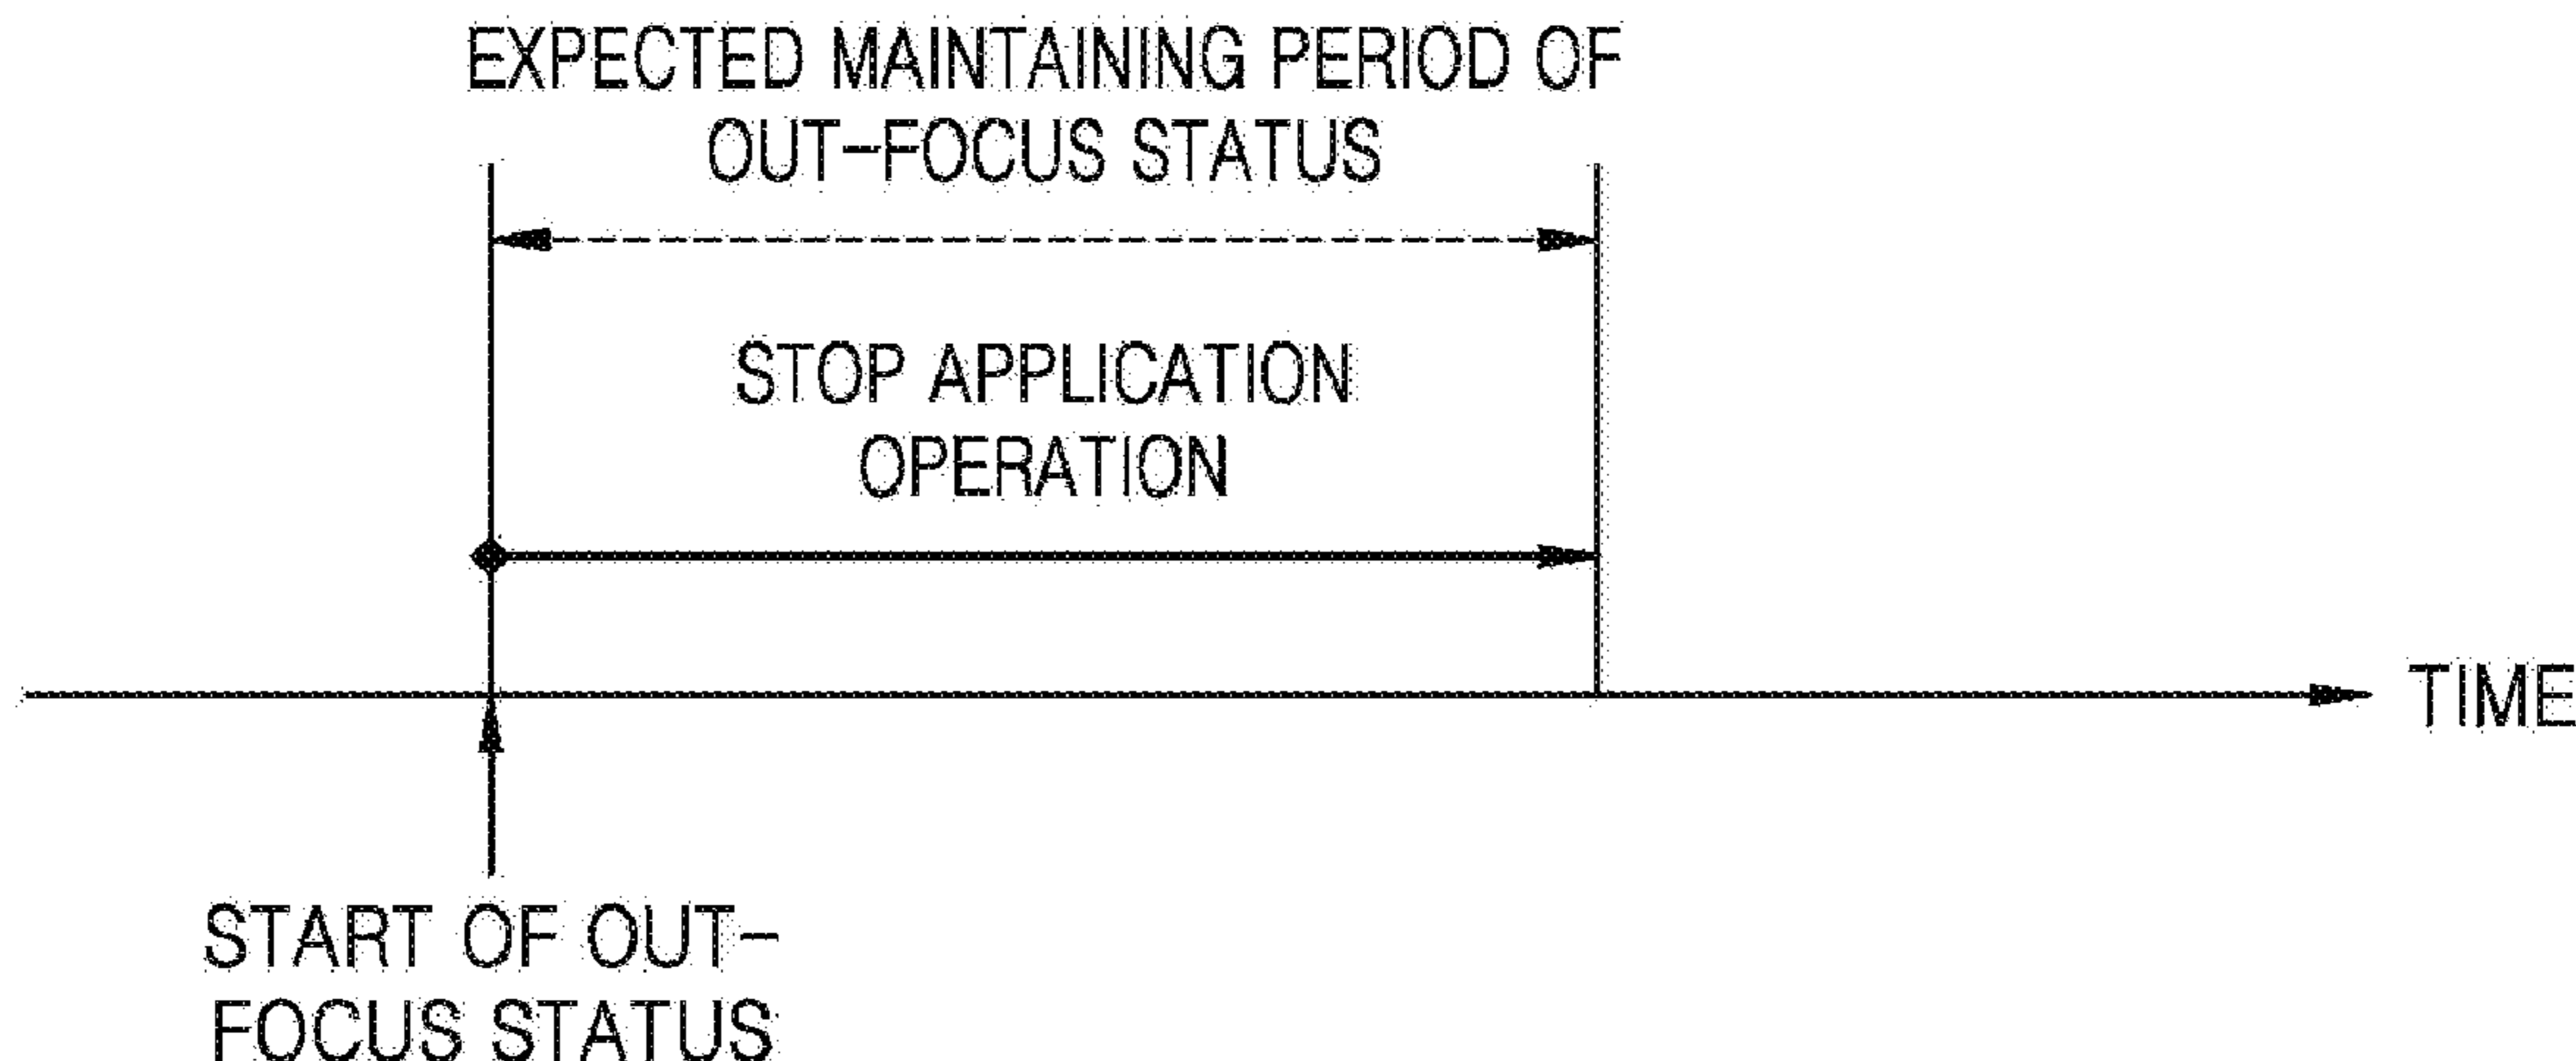 EXPECTED MAINTAINING PERIOD OF
OUT-FOCUS STATUS
STOP APPLICATION
OPERATION
TIME
START OF OUT-
FOCUS STATUS